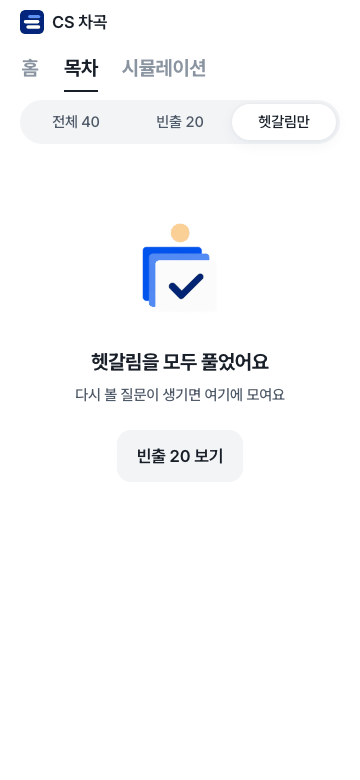 CS 차곡
홈 목차 시뮬레이션
전체 40 빈출 20 헷갈림만
헷갈림을 모두 풀었어요
다시 볼 질문이 생기면 여기에 모여요
빈출 20 보기